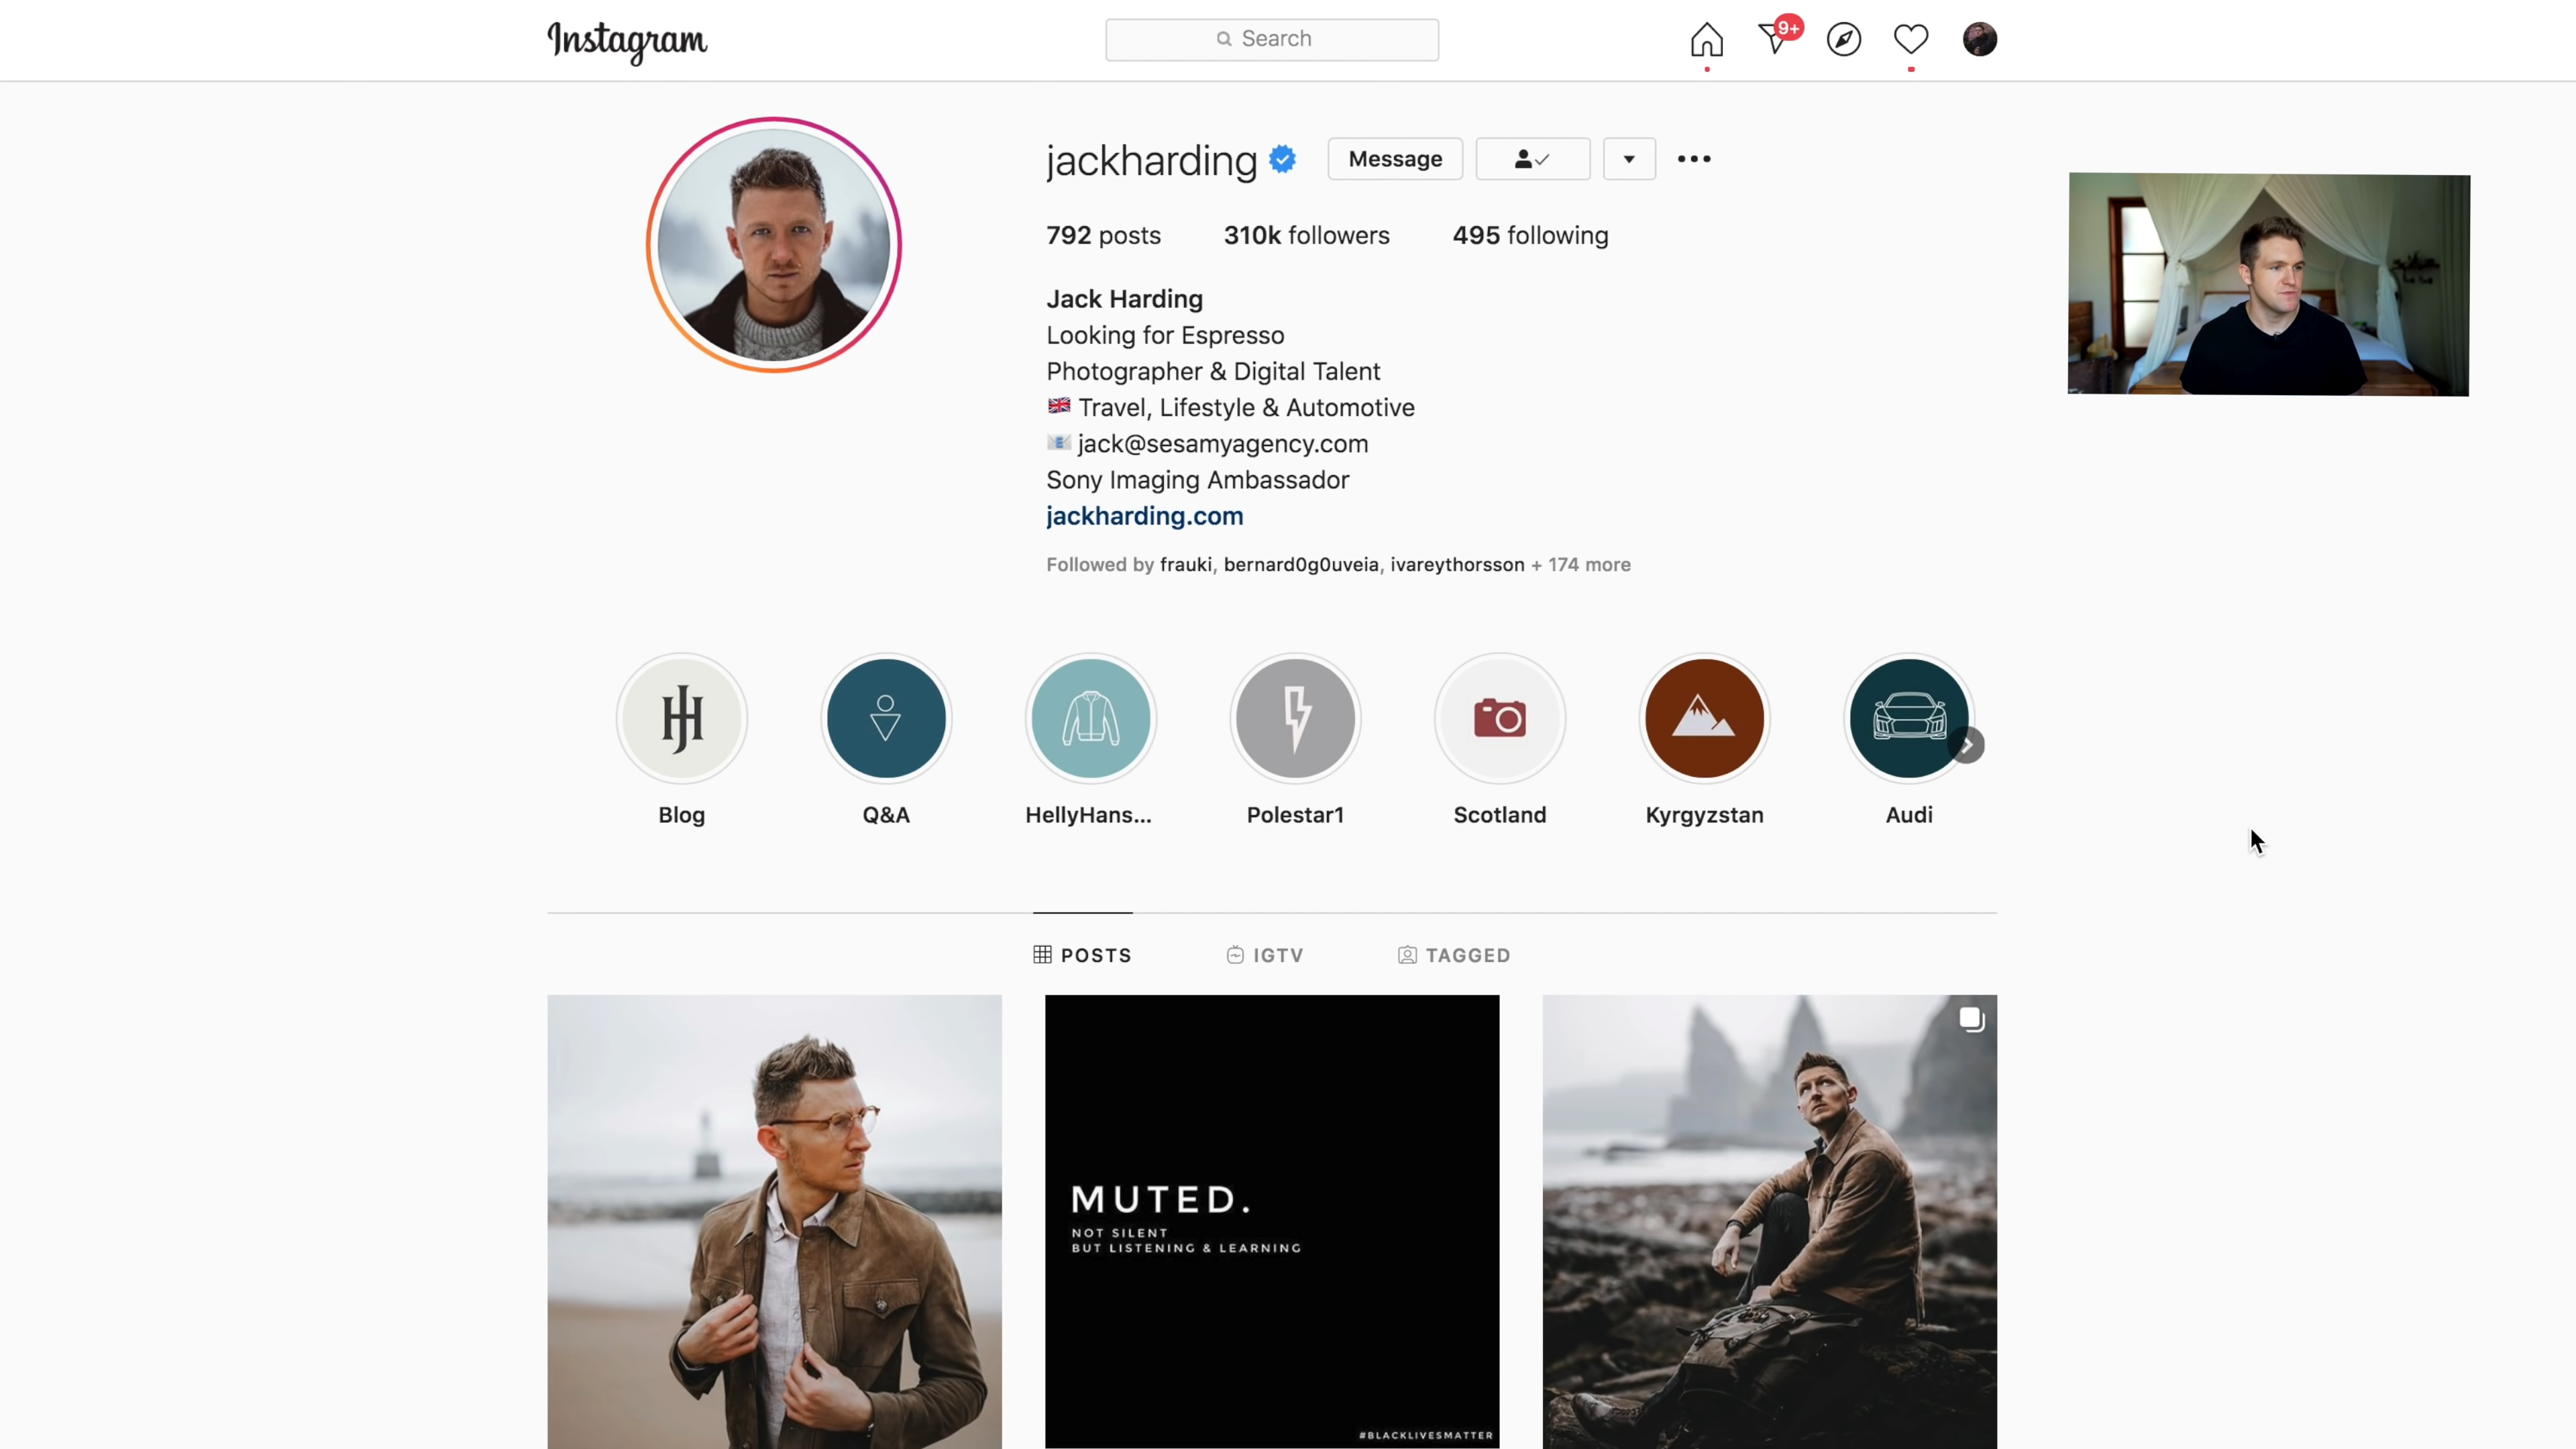 Instagram
Search
9+
jackharding
Message
792 posts 310k followers 495 following
Jack Harding
Looking for Espresso
Photographer & Digital Talent
🇬🇧 Travel, Lifestyle & Automotive
📧 jack@sesamyagency.com
Sony Imaging Ambassador
jackharding.com
Followed by frauki, bernard0g0uveia, ivareythorsson + 174 more
JH
Blog Q&A HellyHans... Polestar1 Scotland Kyrgyzstan Audi
POSTS IGTV TAGGED
MUTED.
NOT SILENT
BUT LISTENING & LEARNING
#BLACKLIVESMATTER